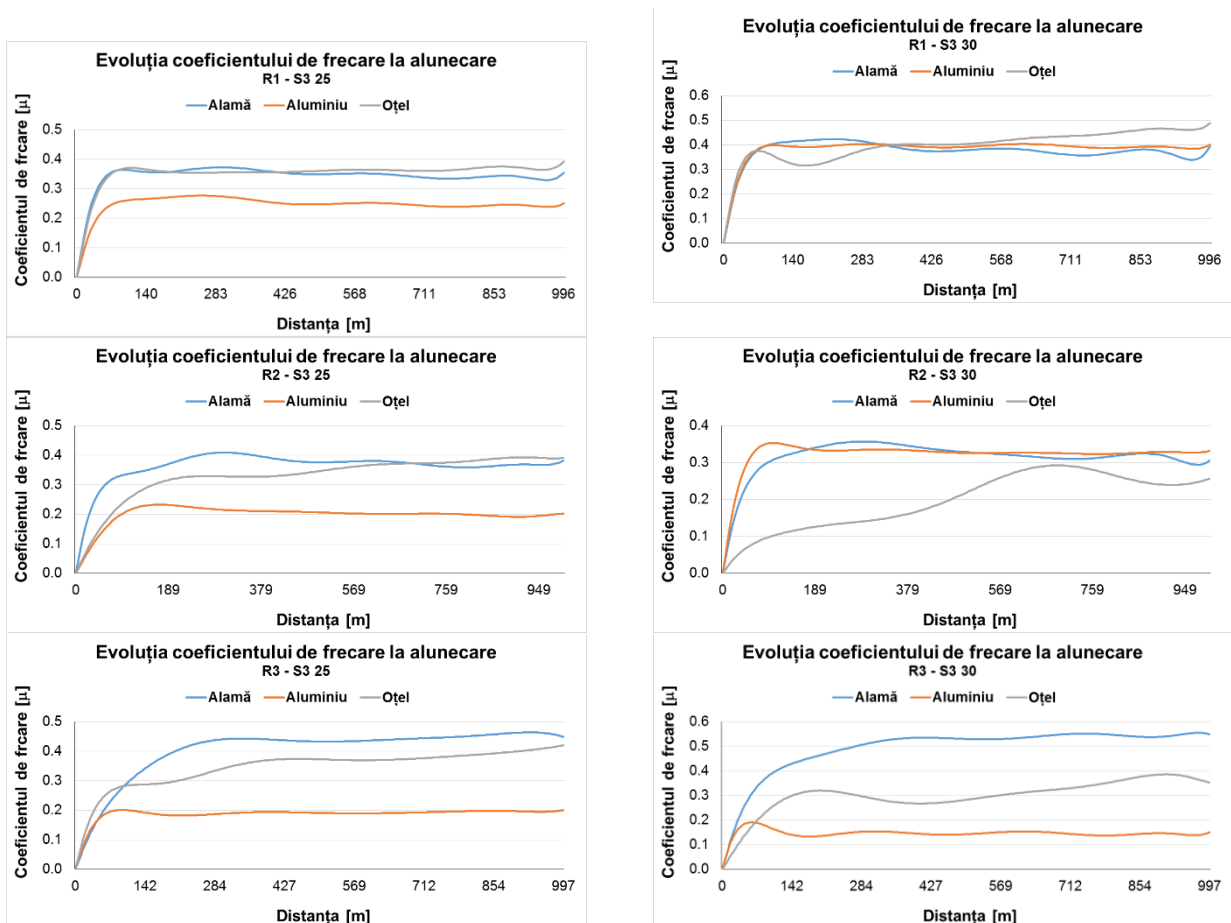 Evoluția coeficientului de frecare la alunecare
R1 - S3 25
Alamă Aluminiu Oțel
Coeficientul de frcare [µ]
0.5
0.4
0.3
0.2
0.1
0.0
0 140 283 426 568 711 853 996
Distanța [m]
Evoluția coeficientului de frecare la alunecare
R1 - S3 30
Alamă Aluminiu Oțel
Coeficientul de frcare [µ]
0.6
0.5
0.4
0.3
0.2
0.1
0.0
0 140 283 426 568 711 853 996
Distanța [m]
Evoluția coeficientului de frecare la alunecare
R2 - S3 25
Alamă Aluminiu Oțel
Coeficientul de frcare [µ]
0.5
0.4
0.3
0.2
0.1
0.0
0 189 379 569 759 949
Distanța [m]
Evoluția coeficientului de frecare la alunecare
R2 - S3 30
Alamă Aluminiu Oțel
Coeficientul de frcare [µ]
0.4
0.3
0.2
0.1
0.0
0 189 379 569 759 949
Distanța [m]
Evoluția coeficientului de frecare la alunecare
R3 - S3 25
Alamă Aluminiu Oțel
Coeficientul de frcare [µ]
0.5
0.4
0.3
0.2
0.1
0.0
0 142 284 427 569 712 854 997
Distanța [m]
Evoluția coeficientului de frecare la alunecare
R3 - S3 30
Alamă Aluminiu Oțel
Coeficientul de frcare [µ]
0.6
0.5
0.4
0.3
0.2
0.1
0.0
0 142 284 427 569 712 854 997
Distanța [m]